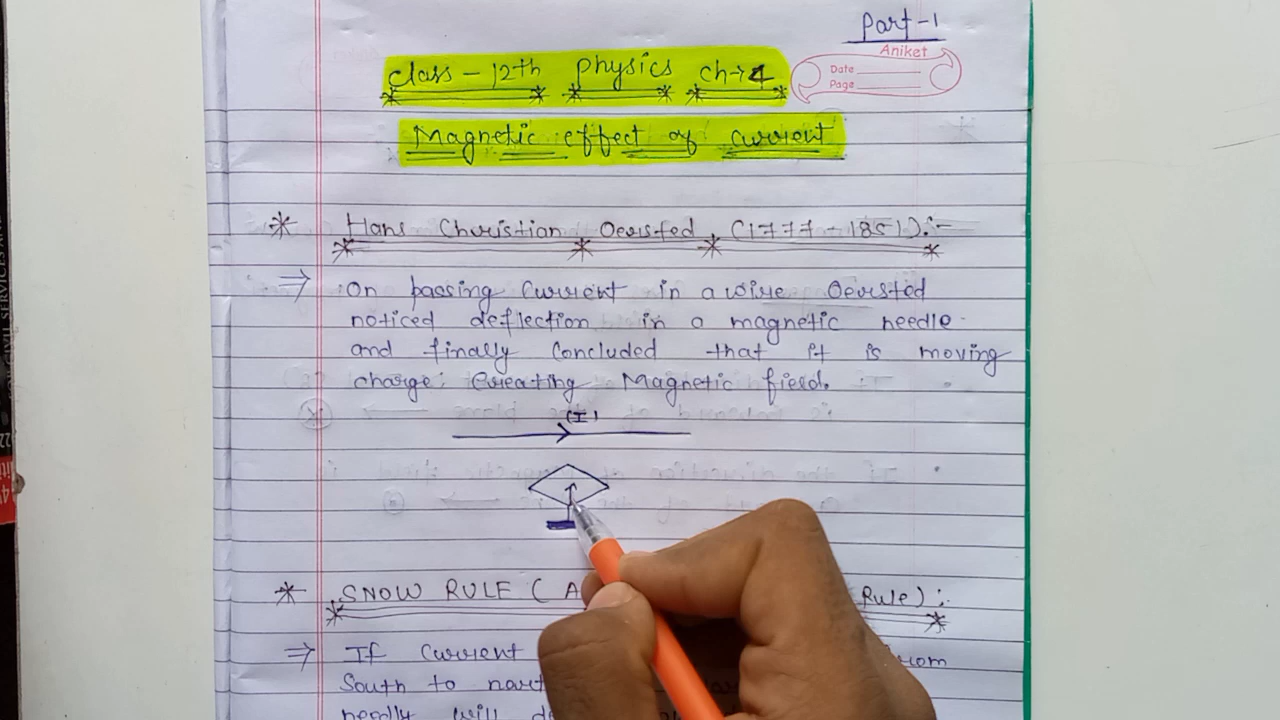 Part-1
Aniket
Date
Page
Class - 12th Physics Ch→4
Magnetic effect of current
* Hans Christian Oersted (1777 - 1851):-
⇒ On passing current in a wire Oersted
noticed deflection in a magnetic needle
and finally concluded that it is moving
charge; creating Magnetic field.
(I)
* SNOW RULE ( A Rule) :-
⇒ If current
South to
needly will